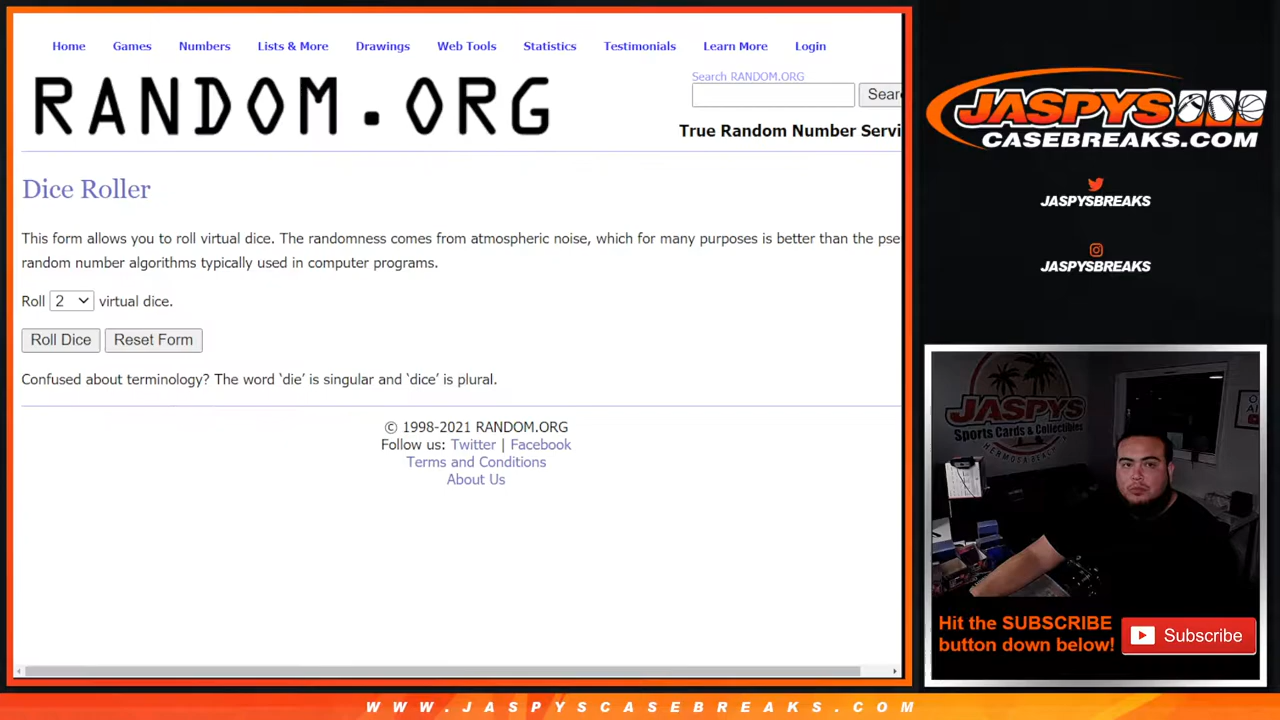 Home Games Numbers Lists & More Drawings Web Tools Statistics Testimonials Learn More Login
RANDOM.ORG
Search RANDOM.ORG
Sear
True Random Number Servi
Dice Roller
This form allows you to roll virtual dice. The randomness comes from atmospheric noise, which for many purposes is better than the pse
random number algorithms typically used in computer programs.
Roll 2 virtual dice.
Roll Dice Reset Form
Confused about terminology? The word ‘die’ is singular and ‘dice’ is plural.
© 1998-2021 RANDOM.ORG
Follow us: Twitter | Facebook
Terms and Conditions
About Us
JASPYS
CASEBREAKS.COM
JASPYSBREAKS
JASPYSBREAKS
JASPYS
Sports Cards & Collectibles
HERMOSA BEACH
Hit the SUBSCRIBE
button down below!
Subscribe
WWW.JASPYSCASEBREAKS.COM